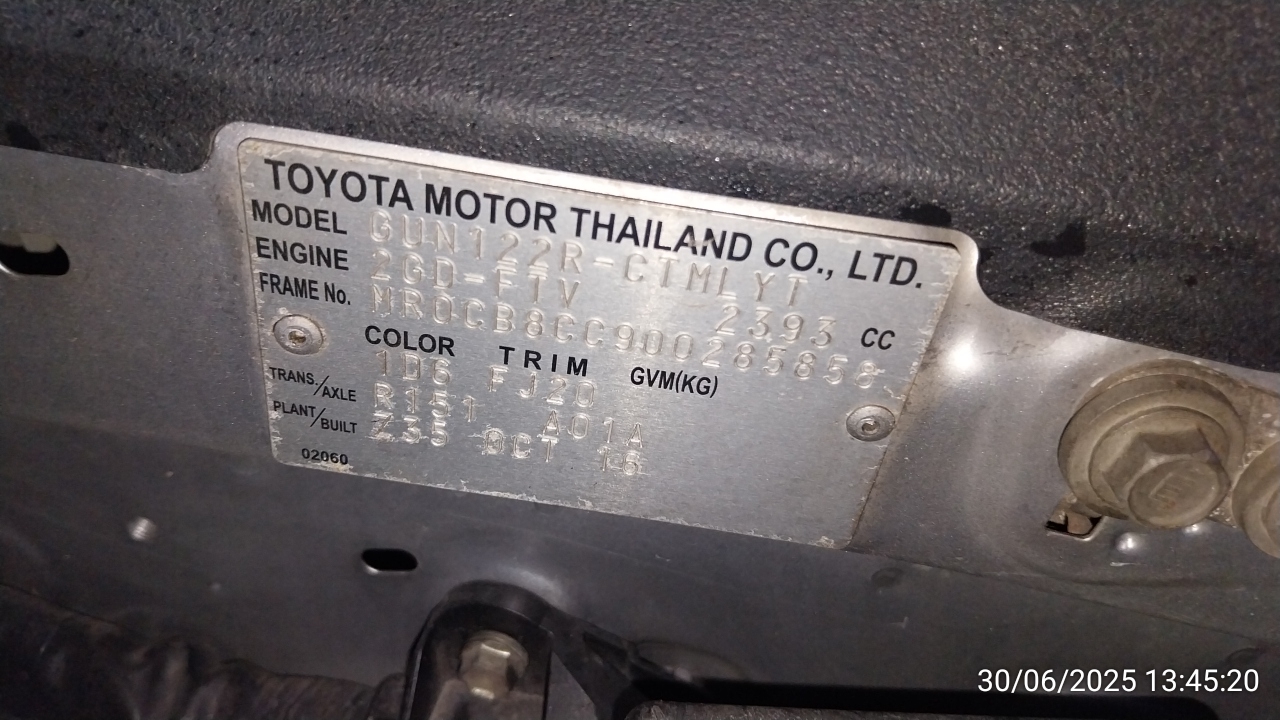 TOYOTA MOTOR THAILAND CO., LTD.
MODEL GUN122R-CTMLYT
ENGINE 2GD-FTV 2393 CC
FRAME No. MR0CB8CC900285858
COLOR TRIM GVM(KG)
1D6 FJ20
TRANS./AXLE R151 A01A
PLANT/BUILT Z35 OCT 16
02060
30/06/2025 13:45:20